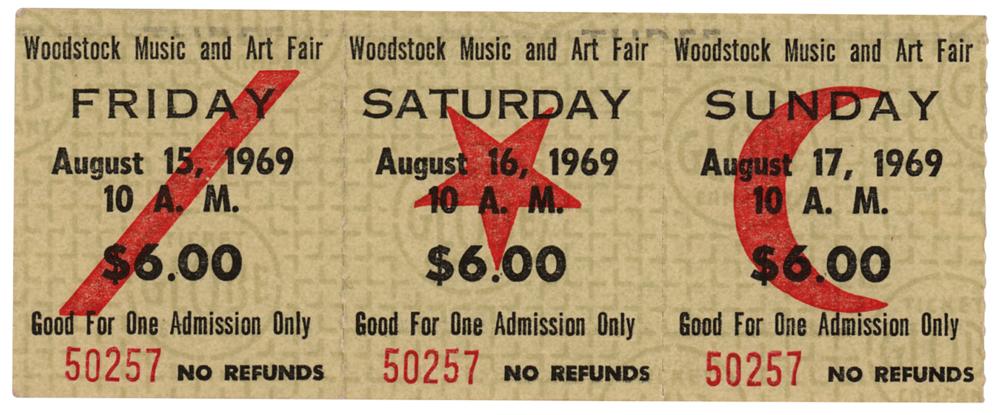 Woodstock Music and Art Fair
FRIDAY
August 15, 1969
10 A. M.
$6.00
Good For One Admission Only
50257 NO REFUNDS
Woodstock Music and Art Fair
SATURDAY
August 16, 1969
10 A. M.
$6.00
Good For One Admission Only
50257 NO REFUNDS
Woodstock Music and Art Fair
SUNDAY
August 17, 1969
10 A. M.
$6.00
Good For One Admission Only
50257 NO REFUNDS